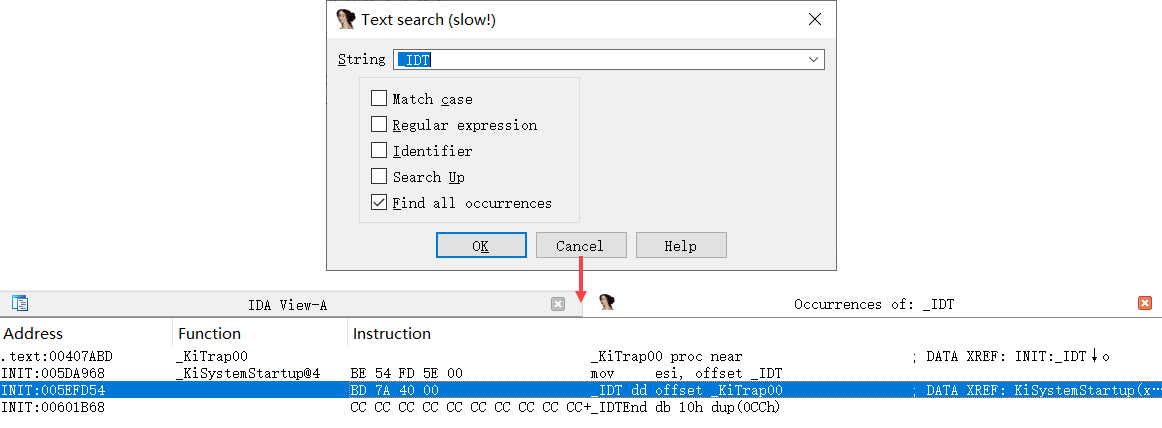 Text search (slow!)
String _IDT
Match case
Regular expression
Identifier
Search Up
Find all occurrences
OK Cancel Help
IDA View-A Occurrences of: _IDT
Address Function Instruction
.text:00407ABD _KiTrap00 _KiTrap00 proc near ; DATA XREF: INIT:_IDT↓o
INIT:005DA968 _KiSystemStartup@4 BE 54 FD 5E 00 mov esi, offset _IDT
INIT:005EFD54 BD 7A 40 00 _IDT dd offset _KiTrap00 ; DATA XREF: KiSystemStartup(x…
INIT:00601B68 CC CC CC CC CC CC CC CC CC CC+_IDTEnd db 10h dup(0CCh)